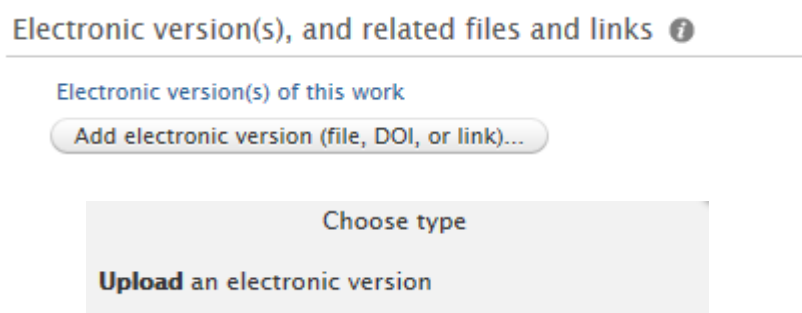 Electronic version(s), and related files and links
Electronic version(s) of this work
Add electronic version (file, DOI, or link)...
Choose type
Upload an electronic version